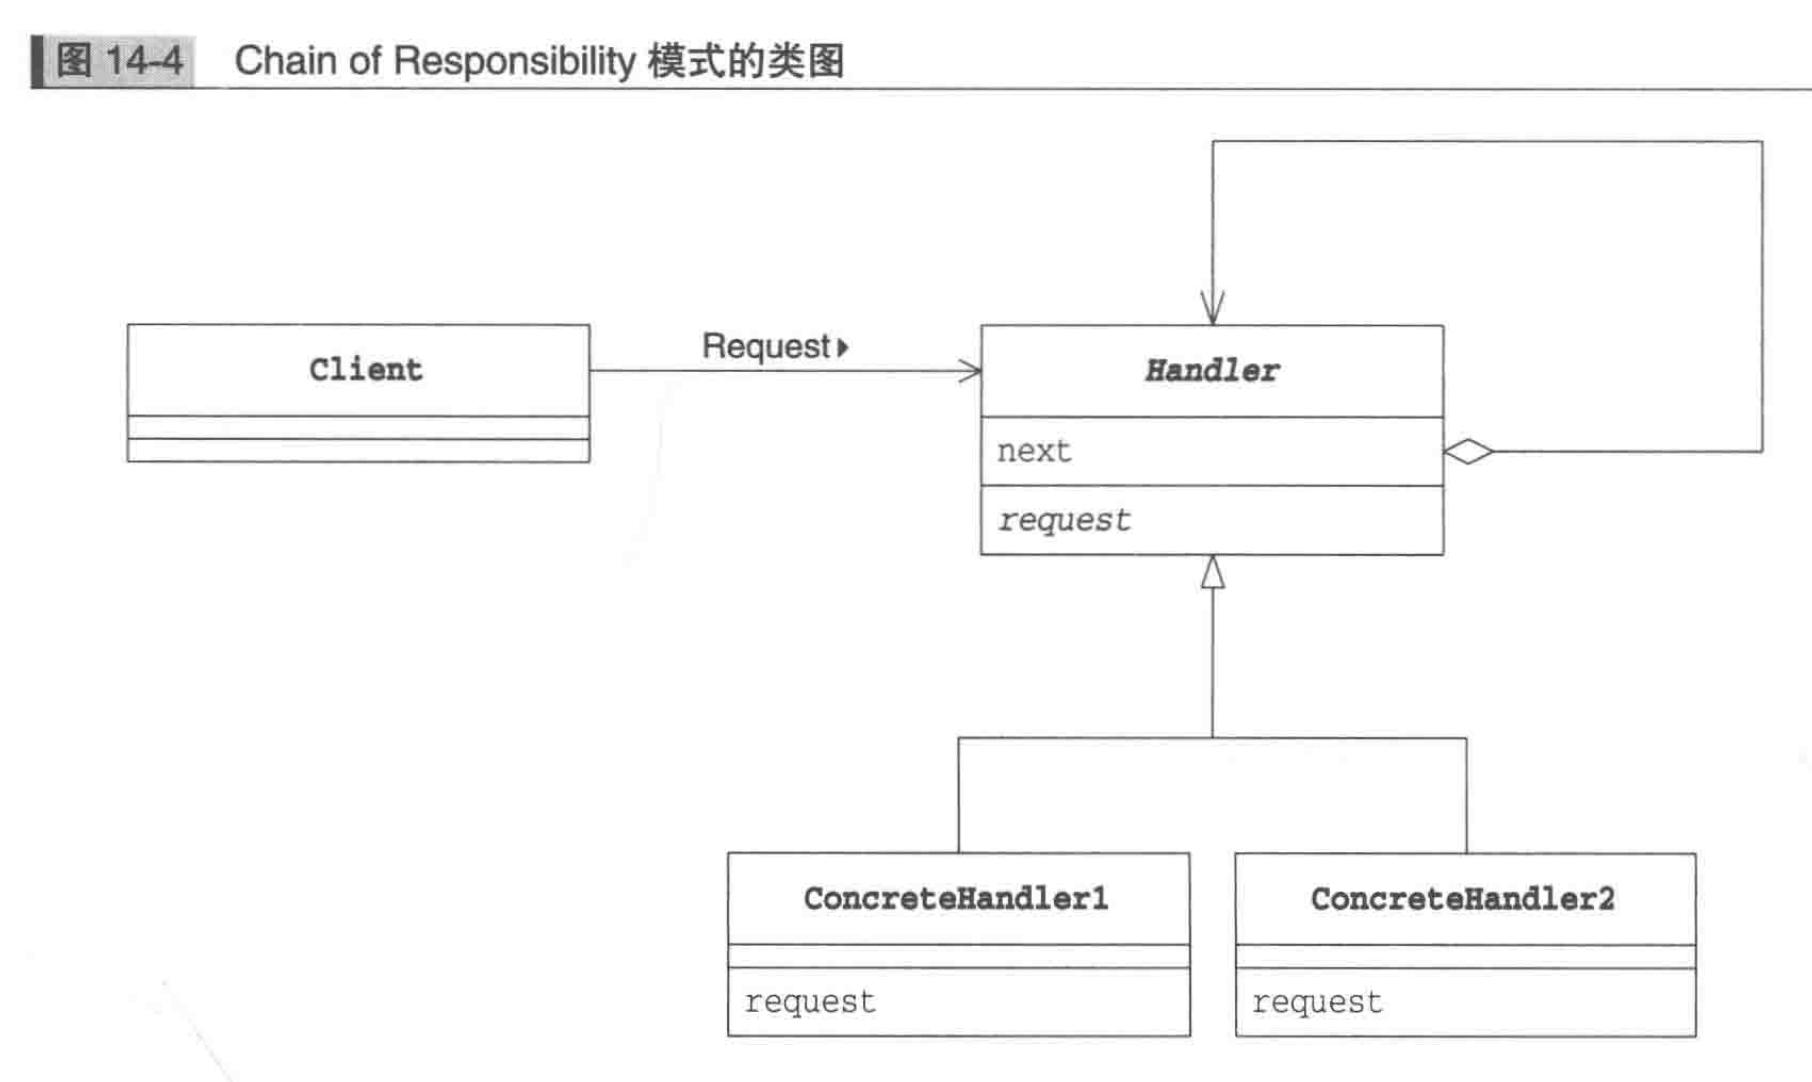 图 14-4 Chain of Responsibility 模式的类图
Client
Request▶
Handler
next
request
ConcreteHandler1
request
ConcreteHandler2
request